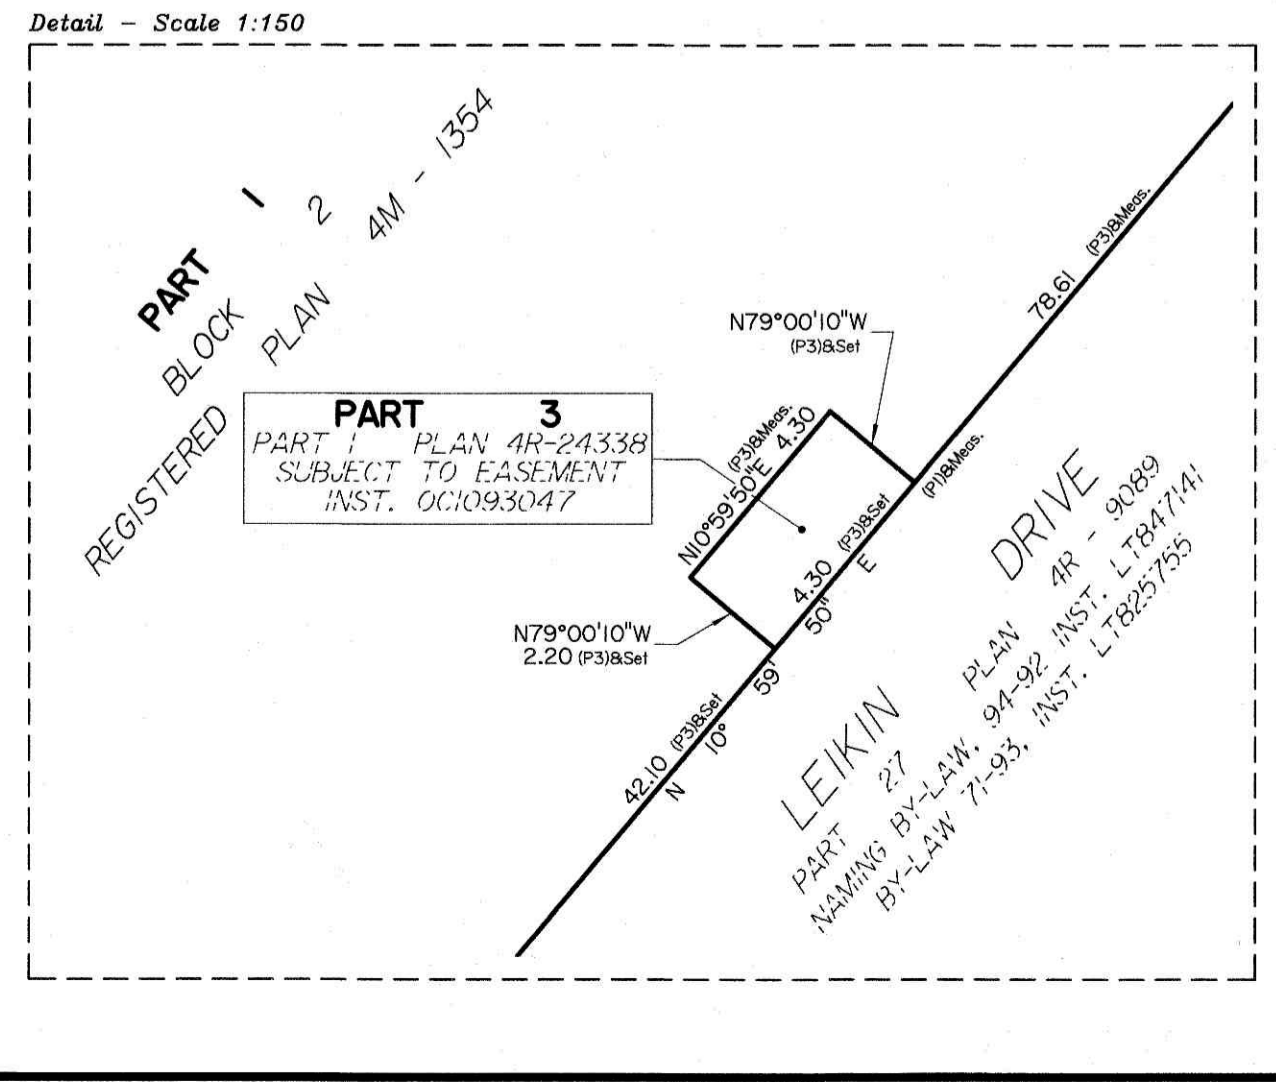 Detail - Scale 1:150
PART 1
BLOCK 2
REGISTERED PLAN 4M - 1354
N79°00'10"W
(P3)&Set
78.61 (P3)&Meas.
PART 3
PART 1 PLAN 4R-24338
SUBJECT TO EASEMENT
INST. OC1093047
(P3)&Meas.
N10°59'50"E 4.30
(P1)&Meas.
4.30 (P3)&Set
N79°00'10"W
2.20 (P3)&Set
42.10 (P3)&Set
N 10° 59' 50" E
LEIKIN DRIVE
PART 27 PLAN 4R - 9089
NAMING BY-LAW, 94-92 INST. LT847141
BY-LAW 71-93, INST. LT825755